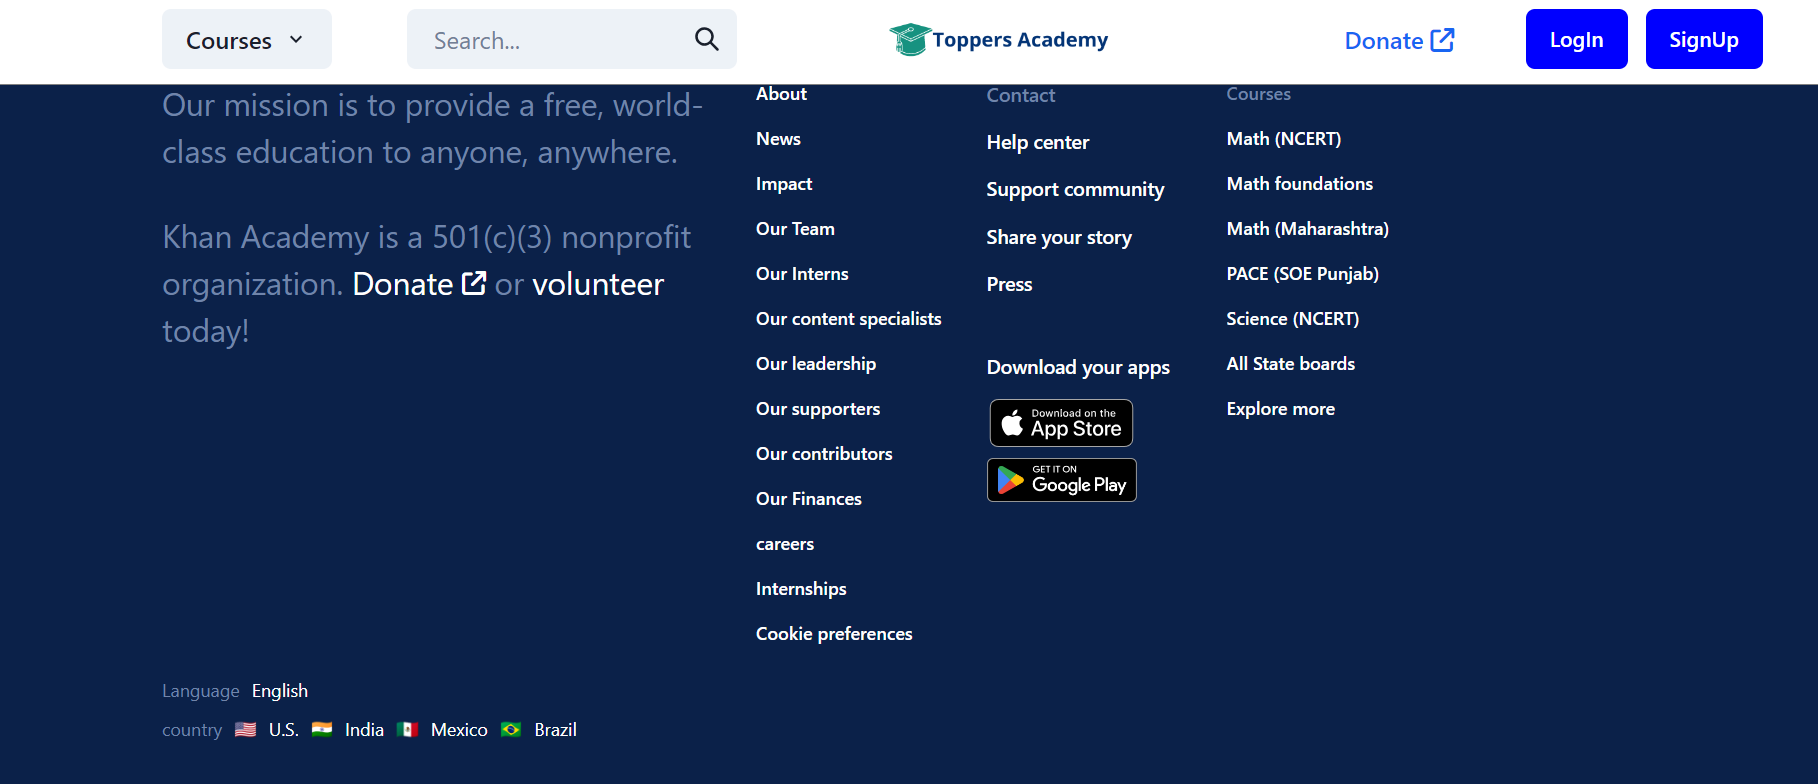 Courses
Search...
Toppers Academy
Donate
LogIn
SignUp
Our mission is to provide a free, world-
class education to anyone, anywhere.
Khan Academy is a 501(c)(3) nonprofit
organization. Donate or volunteer
today!
About
News
Impact
Our Team
Our Interns
Our content specialists
Our leadership
Our supporters
Our contributors
Our Finances
careers
Internships
Cookie preferences
Contact
Help center
Support community
Share your story
Press
Download your apps
Download on the
App Store
GET IT ON
Google Play
Courses
Math (NCERT)
Math foundations
Math (Maharashtra)
PACE (SOE Punjab)
Science (NCERT)
All State boards
Explore more
Language English
country U.S. India Mexico Brazil